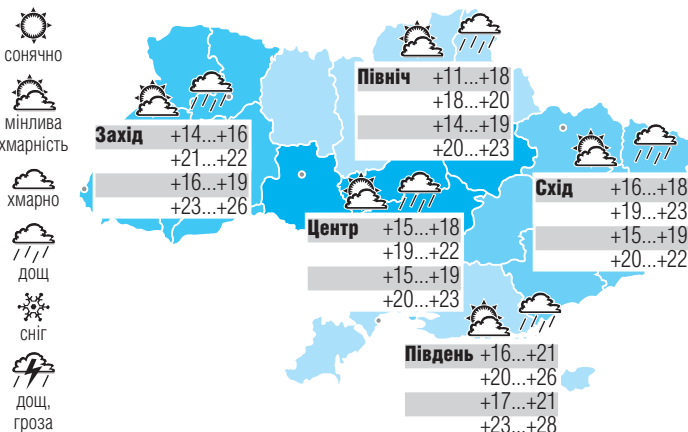 сонячно
мінлива
хмарність
хмарно
дощ
сніг
дощ,
гроза
Північ +11...+18
+18...+20
+14...+19
+20...+23
Захід +14...+16
+21...+22
+16...+19
+23...+26
Схід +16...+18
+19...+23
+15...+19
+20...+22
Центр +15...+18
+19...+22
+15...+19
+20...+23
Південь +16...+21
+20...+26
+17...+21
+23...+28